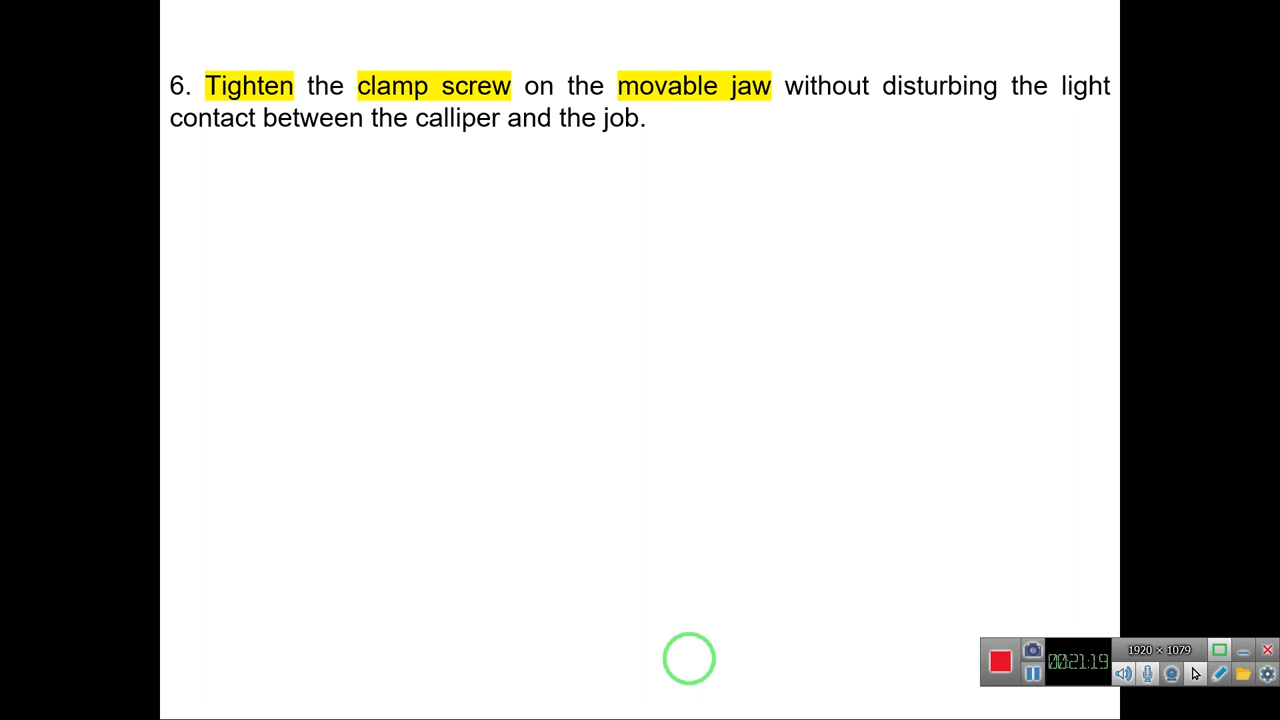 6. Tighten the clamp screw on the movable jaw without disturbing the light
contact between the calliper and the job.
1920 × 1079
00:21:19